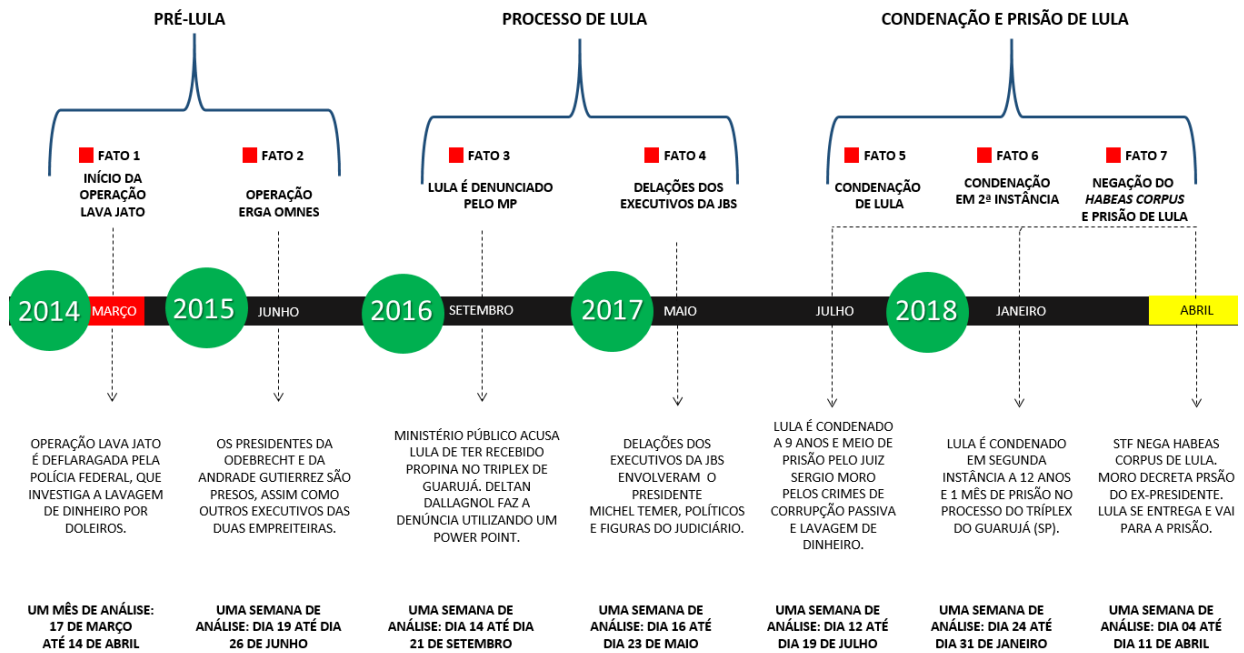 PRÉ-LULA
PROCESSO DE LULA
CONDENAÇÃO E PRISÃO DE LULA
FATO 1
INÍCIO DA
OPERAÇÃO
LAVA JATO
FATO 2
OPERAÇÃO
ERGA OMNES
FATO 3
LULA É DENUNCIADO
PELO MP
FATO 4
DELAÇÕES DOS
EXECUTIVOS DA JBS
FATO 5
CONDENAÇÃO
DE LULA
FATO 6
CONDENAÇÃO
EM 2ª INSTÂNCIA
FATO 7
NEGAÇÃO DO
HABEAS CORPUS
E PRISÃO DE LULA
2014
MARÇO
2015
JUNHO
2016
SETEMBRO
2017
MAIO
JULHO
2018
JANEIRO
ABRIL
OPERAÇÃO LAVA JATO
É DEFLARAGADA PELA
POLÍCIA FEDERAL, QUE
INVESTIGA A LAVAGEM
DE DINHEIRO POR
DOLEIROS.
OS PRESIDENTES DA
ODEBRECHT E DA
ANDRADE GUTIERREZ SÃO
PRESOS, ASSIM COMO
OUTROS EXECUTIVOS DAS
DUAS EMPREITEIRAS.
MINISTÉRIO PÚBLICO ACUSA
LULA DE TER RECEBIDO
PROPINA NO TRIPLEX DE
GUARUJÁ. DELTAN
DALLAGNOL FAZ A
DENÚNCIA UTILIZANDO UM
POWER POINT.
DELAÇÕES DOS
EXECUTIVOS DA JBS
ENVOLVERAM O
PRESIDENTE
MICHEL TEMER, POLÍTICOS
E FIGURAS DO JUDICIÁRIO.
LULA É CONDENADO
A 9 ANOS E MEIO DE
PRISÃO PELO JUIZ
SERGIO MORO
PELOS CRIMES DE
CORRUPÇÃO PASSIVA
E LAVAGEM DE
DINHEIRO.
LULA É CONDENADO
EM SEGUNDA
INSTÂNCIA A 12 ANOS
E 1 MÊS DE PRISÃO NO
PROCESSO DO TRÍPLEX
DO GUARUJÁ (SP).
STF NEGA HABEAS
CORPUS DE LULA.
MORO DECRETA PRSÃO
DO EX-PRESIDENTE.
LULA SE ENTREGA E VAI
PARA A PRISÃO.
UM MÊS DE ANÁLISE:
17 DE MARÇO
ATÉ 14 DE ABRIL
UMA SEMANA DE
ANÁLISE: DIA 19 ATÉ DIA
26 DE JUNHO
UMA SEMANA DE
ANÁLISE: DIA 14 ATÉ DIA
21 DE SETEMBRO
UMA SEMANA DE
ANÁLISE: DIA 16 ATÉ
DIA 23 DE MAIO
UMA SEMANA DE
ANÁLISE: DIA 12 ATÉ
DIA 19 DE JULHO
UMA SEMANA DE
ANÁLISE: DIA 24 ATÉ
DIA 31 DE JANEIRO
UMA SEMANA DE
ANÁLISE: DIA 04 ATÉ
DIA 11 DE ABRIL